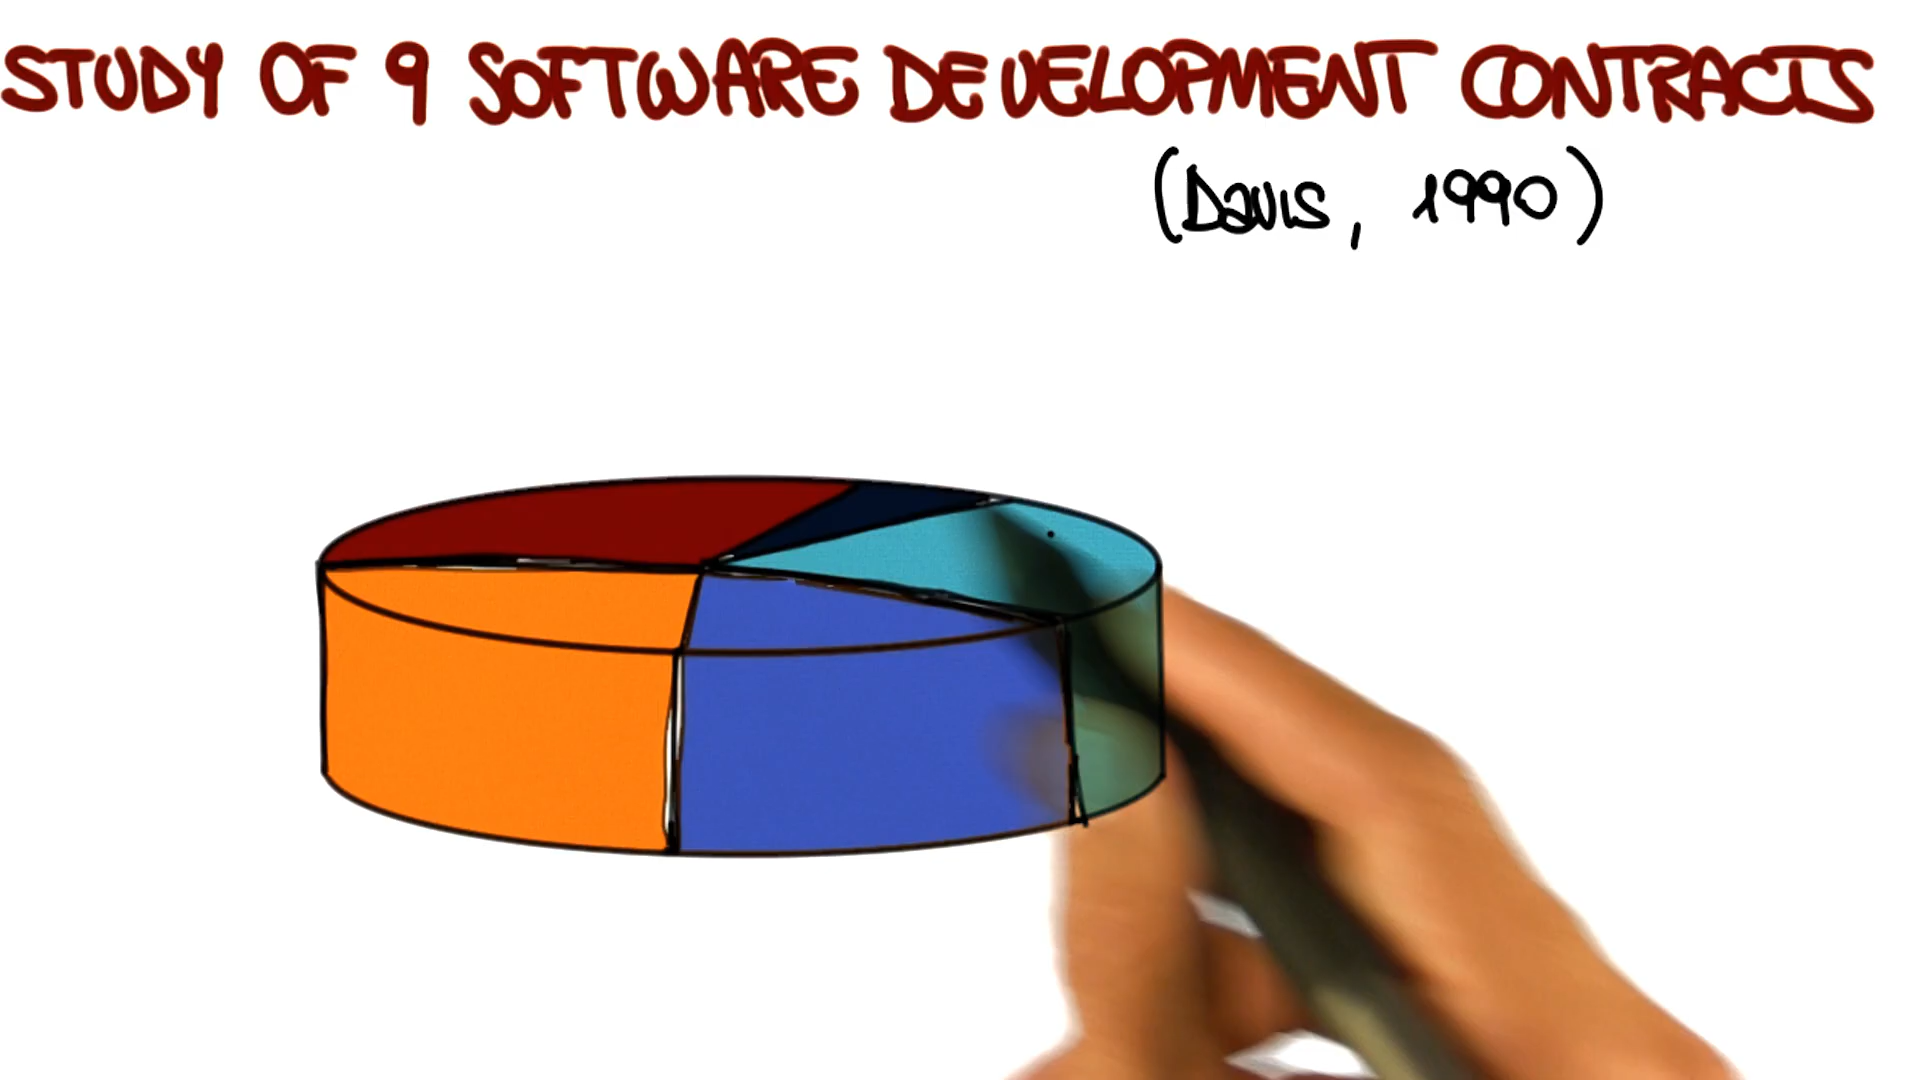 STUDY OF 9 SOFTWARE DEVELOPMENT CONTRACTS
(Davis, 1990)